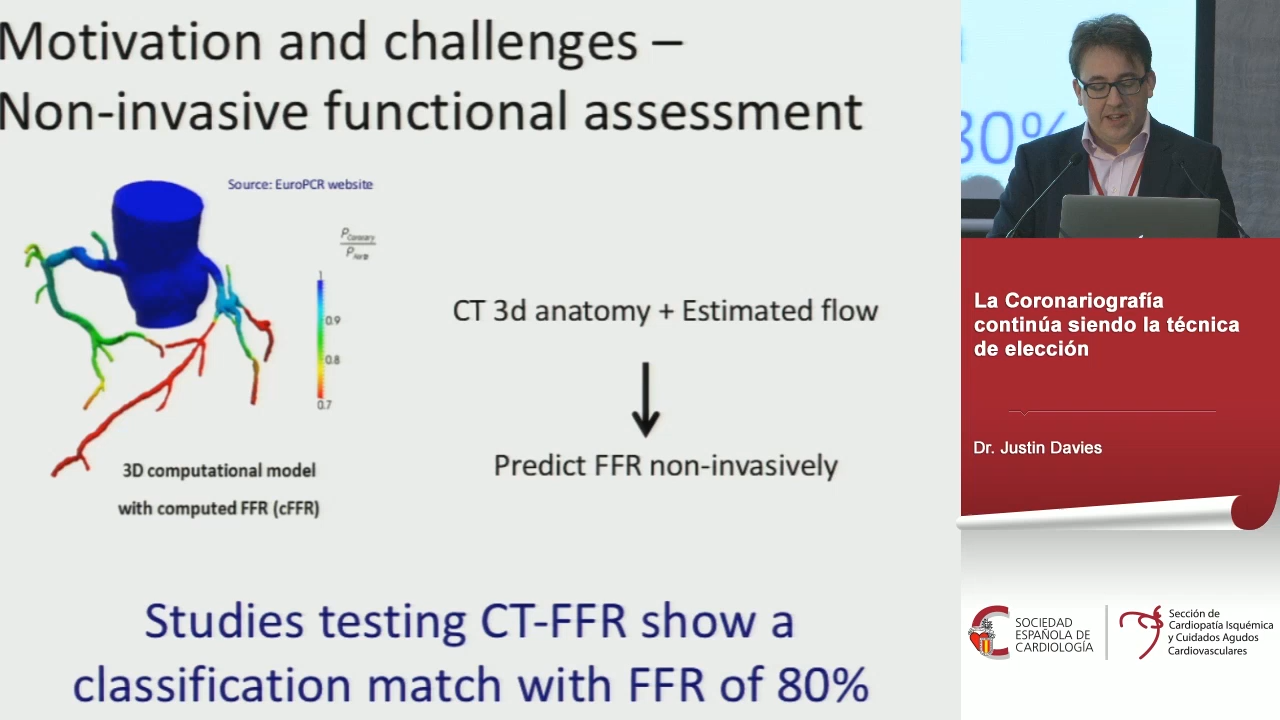 Motivation and challenges –
Non-invasive functional assessment
Source: EuroPCR website
P Coronary
P Aorta
1
0.9
0.8
0.7
3D computational model
with computed FFR (cFFR)
CT 3d anatomy + Estimated flow
Predict FFR non-invasively
Studies testing CT-FFR show a
classification match with FFR of 80%
80%
La Coronariografía
continúa siendo la técnica
de elección
Dr. Justin Davies
SOCIEDAD
ESPAÑOLA DE
CARDIOLOGÍA
Sección de
Cardiopatía Isquémica
y Cuidados Agudos
Cardiovasculares